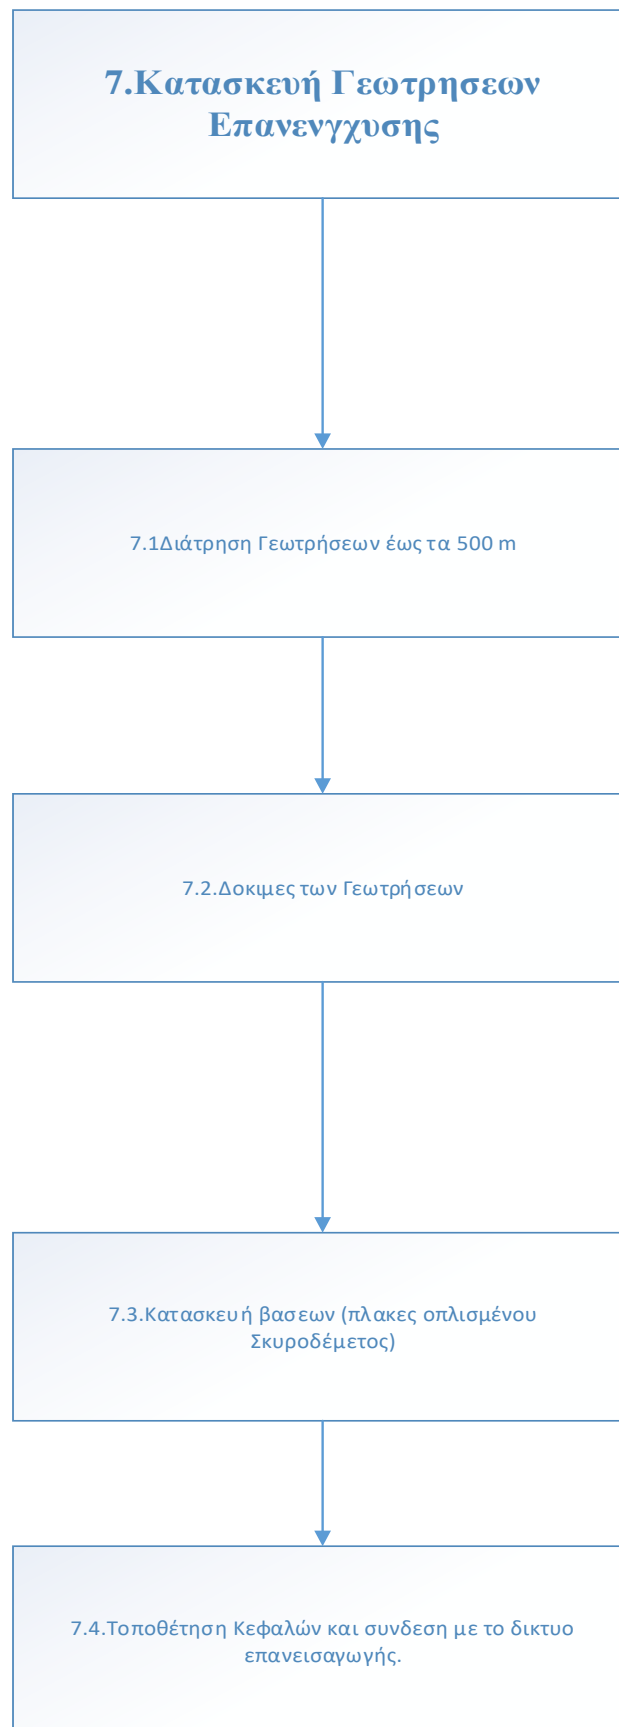 7.Κατασκευή Γεωτρησεων
Επανενγχυσης
7.1Διάτρηση Γεωτρήσεων έως τα 500 m
7.2.Δοκιμες των Γεωτρήσεων
7.3.Κατασκευή βασεων (πλακες οπλισμένου
Σκυροδέμετος)
7.4.Τοποθέτηση Κεφαλών και συνδεση με το δικτυο
επανεισαγωγής.